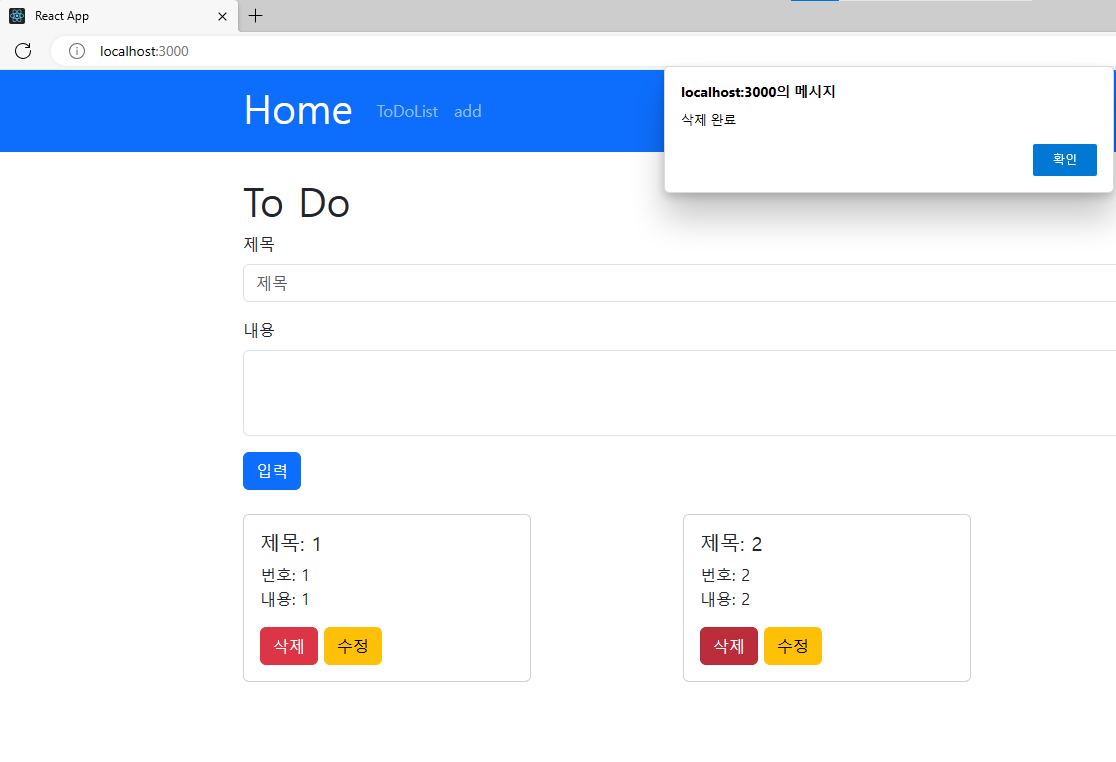 React App
localhost:3000
localhost:3000의 메시지
삭제 완료
확인
Home ToDoList add
To Do
제목
제목
내용
입력
제목: 1
번호: 1
내용: 1
삭제 수정
제목: 2
번호: 2
내용: 2
삭제 수정